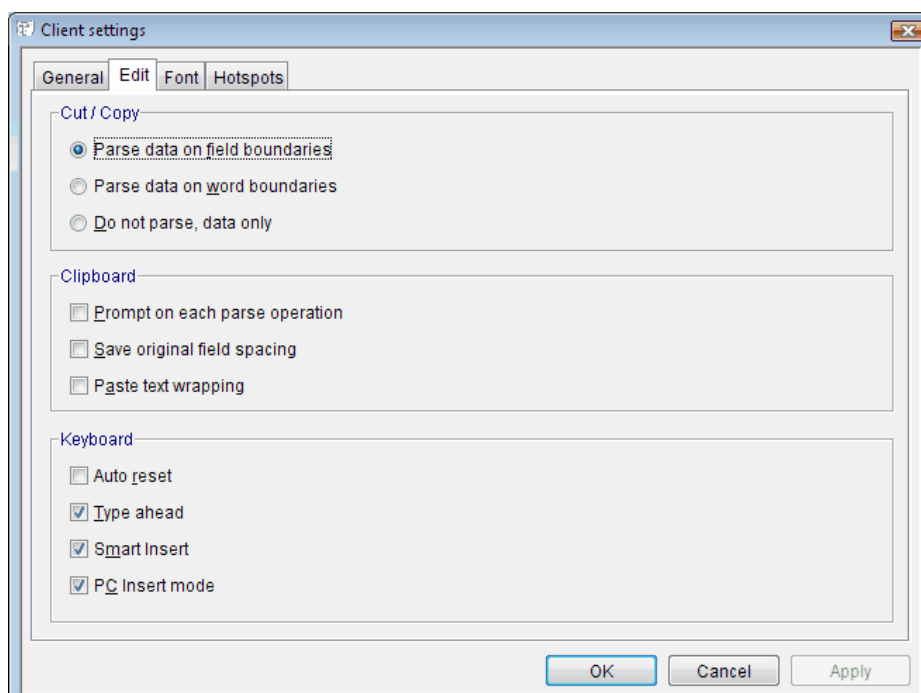 Client settings
General Edit Font Hotspots
Cut / Copy
Parse data on field boundaries
Parse data on word boundaries
Do not parse, data only
Clipboard
Prompt on each parse operation
Save original field spacing
Paste text wrapping
Keyboard
Auto reset
Type ahead
Smart Insert
PC Insert mode
OK Cancel Apply